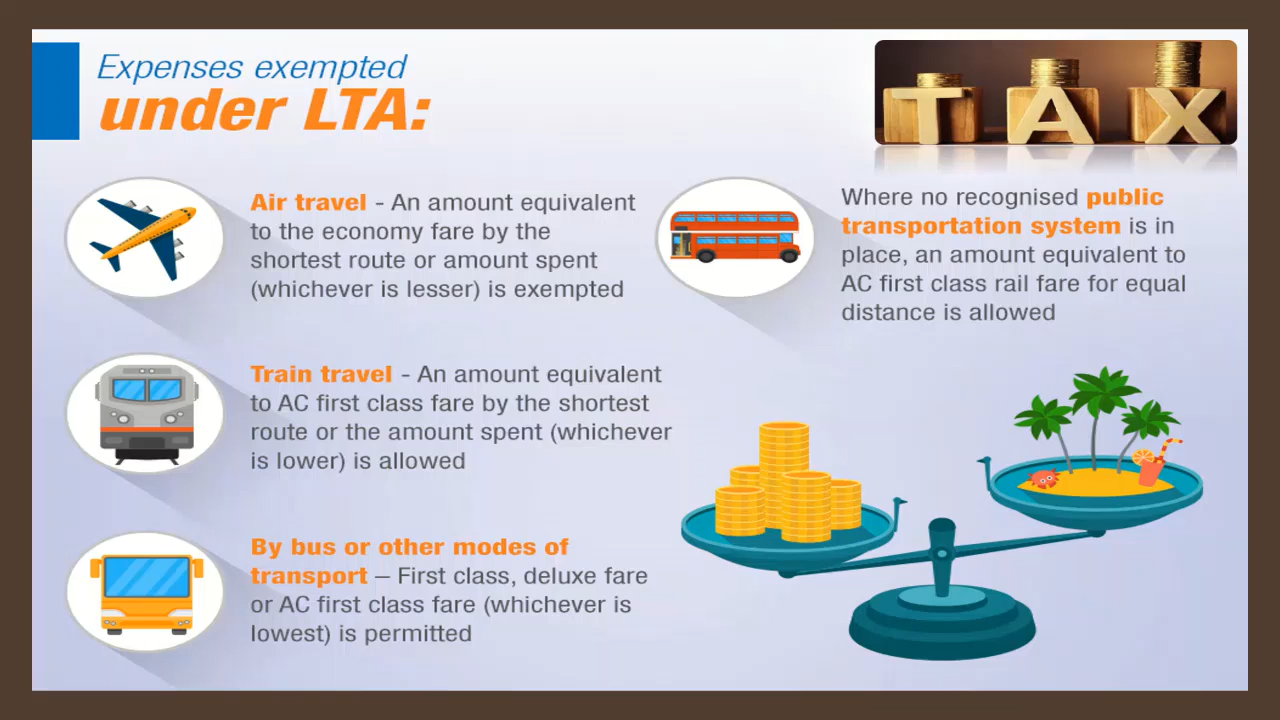 Expenses exempted
under LTA:
TAX
Air travel - An amount equivalent
to the economy fare by the
shortest route or amount spent
(whichever is lesser) is exempted
Train travel - An amount equivalent
to AC first class fare by the shortest
route or the amount spent (whichever
is lower) is allowed
By bus or other modes of
transport – First class, deluxe fare
or AC first class fare (whichever is
lowest) is permitted
Where no recognised public
transportation system is in
place, an amount equivalent to
AC first class rail fare for equal
distance is allowed